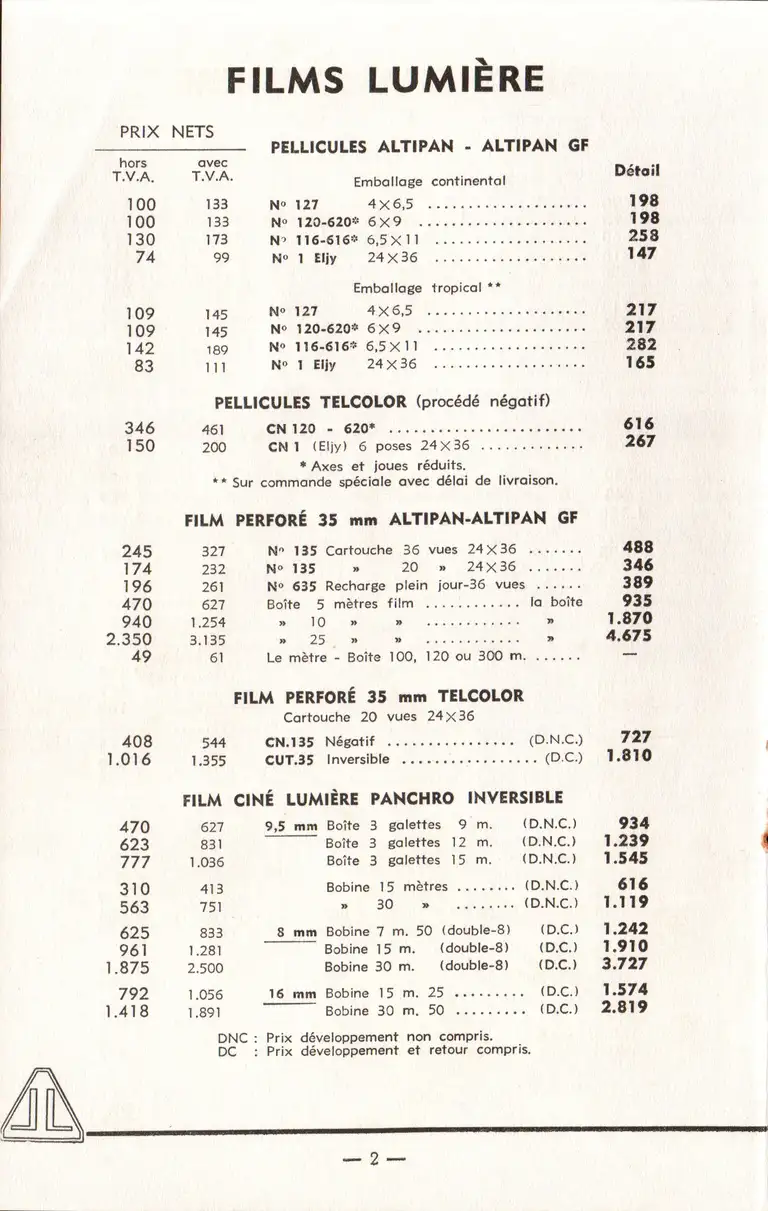 FILMS LUMIÈRE
PRIX NETS
PELLICULES ALTIPAN - ALTIPAN GF
hors T.V.A. avec T.V.A. Emballage continental Détail
100 133 Nº 127 4×6,5 .................... 198
100 133 Nº 120-620* 6×9 .................... 198
130 173 Nº 116-616* 6,5×11 .................... 258
74 99 Nº 1 Eljy 24×36 .................... 147
Emballage tropical **
109 145 Nº 127 4×6,5 .................... 217
109 145 Nº 120-620* 6×9 .................... 217
142 189 Nº 116-616* 6,5×11 .................... 282
83 111 Nº 1 Eljy 24×36 .................... 165
PELLICULES TELCOLOR (procédé négatif)
346 461 CN 120 - 620* ........................ 616
150 200 CN 1 (Eljy) 6 poses 24×36 ............. 267
* Axes et joues réduits.
** Sur commande spéciale avec délai de livraison.
FILM PERFORÉ 35 mm ALTIPAN-ALTIPAN GF
245 327 Nº 135 Cartouche 36 vues 24×36 ....... 488
174 232 Nº 135 » 20 » 24×36 ....... 346
196 261 Nº 635 Recharge plein jour-36 vues ...... 389
470 627 Boîte 5 mètres film ............ la boîte 935
940 1.254 » 10 » » ............ » 1.870
2.350 3.135 » 25 » » ............ » 4.675
49 61 Le mètre - Boîte 100, 120 ou 300 m. ...... —
FILM PERFORÉ 35 mm TELCOLOR
Cartouche 20 vues 24×36
408 544 CN.135 Négatif ................ (D.N.C.) 727
1.016 1.355 CUT.35 Inversible ................. (D.C.) 1.810
FILM CINÉ LUMIÈRE PANCHRO INVERSIBLE
470 627 9,5 mm Boîte 3 galettes 9 m. (D.N.C.) 934
623 831 Boîte 3 galettes 12 m. (D.N.C.) 1.239
777 1.036 Boîte 3 galettes 15 m. (D.N.C.) 1.545
310 413 Bobine 15 mètres ........ (D.N.C.) 616
563 751 » 30 » ........ (D.N.C.) 1.119
625 833 8 mm Bobine 7 m. 50 (double-8) (D.C.) 1.242
961 1.281 Bobine 15 m. (double-8) (D.C.) 1.910
1.875 2.500 Bobine 30 m. (double-8) (D.C.) 3.727
792 1.056 16 mm Bobine 15 m. 25 ......... (D.C.) 1.574
1.418 1.891 Bobine 30 m. 50 ......... (D.C.) 2.819
DNC : Prix développement non compris.
DC : Prix développement et retour compris.
JL
— 2 —